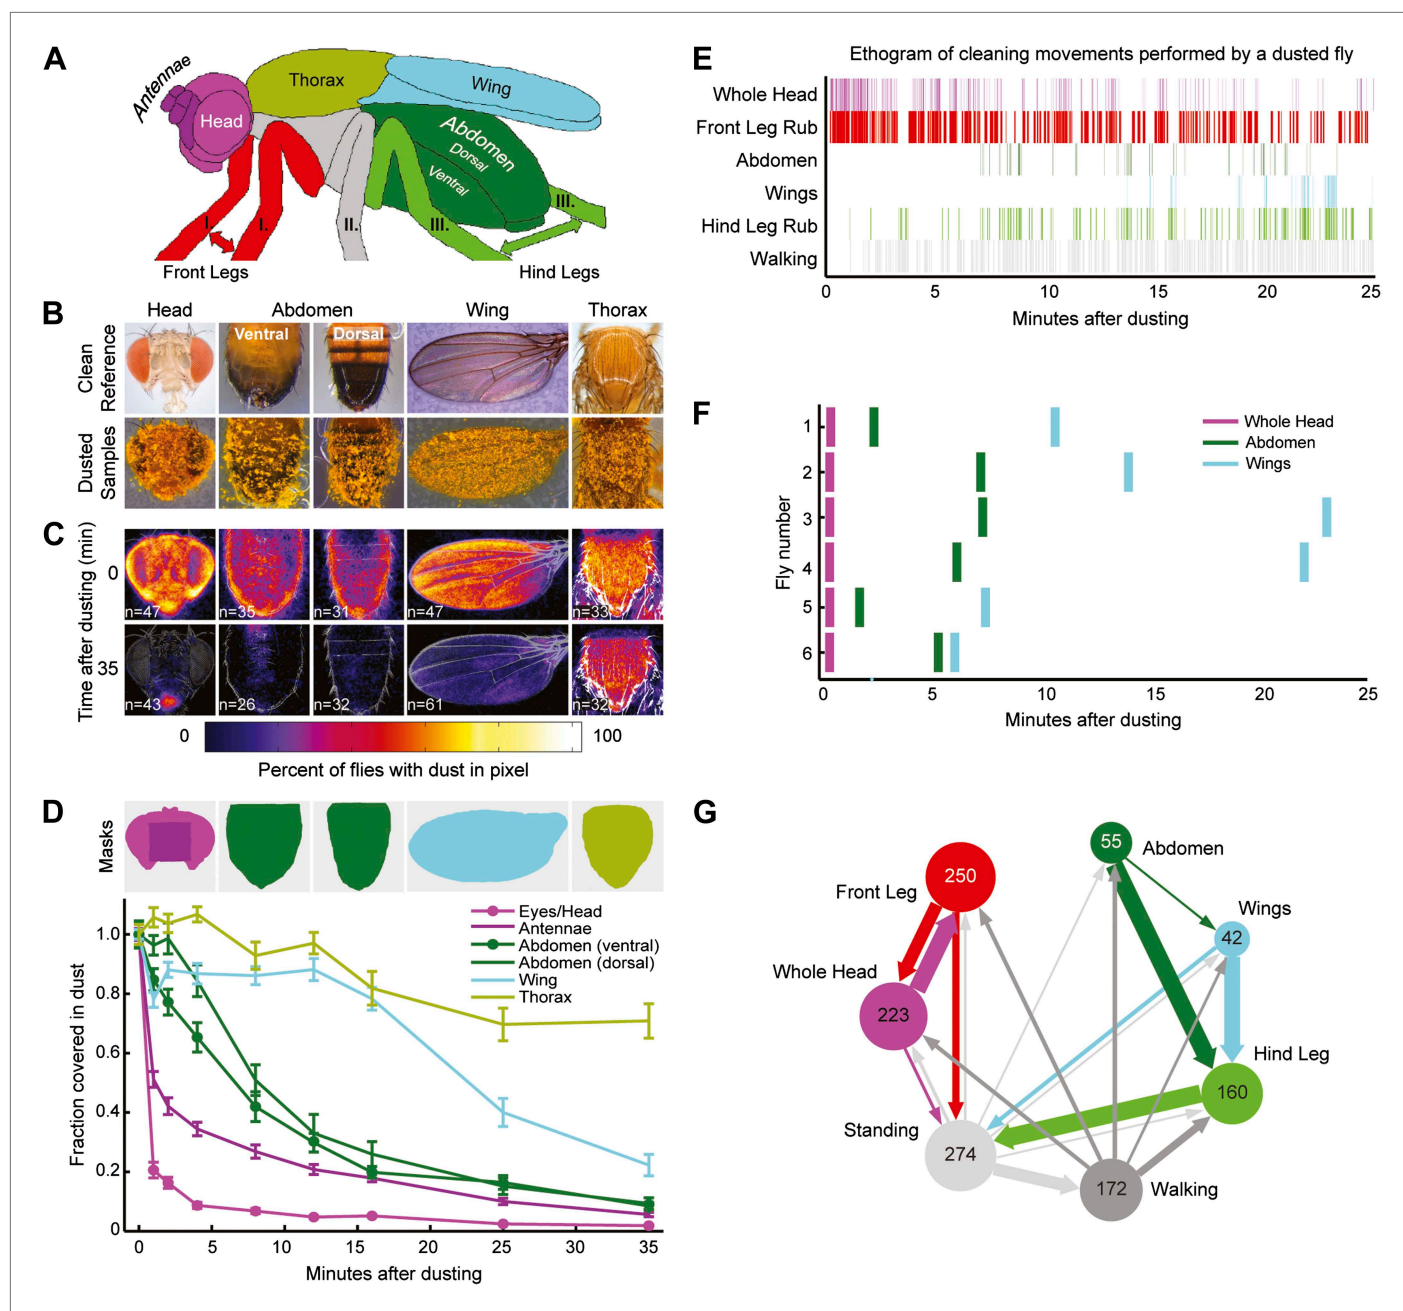 A
Antennae
Head
Thorax
Wing
Abdomen
Dorsal
Ventral
I.
I.
II.
III.
III.
Front Legs
Hind Legs
B
Head
Abdomen
Wing
Thorax
Clean
Reference
Ventral
Dorsal
Dusted
Samples
C
Time after dusting (min)
0
n=47
n=35
n=31
n=47
n=33
35
n=43
n=26
n=32
n=61
n=32
0
100
Percent of flies with dust in pixel
D
Masks
Eyes/Head
Antennae
Abdomen (ventral)
Abdomen (dorsal)
Wing
Thorax
Fraction covered in dust
1.0
0.8
0.6
0.4
0.2
0
0 5 10 15 20 25 30 35
Minutes after dusting
E
Ethogram of cleaning movements performed by a dusted fly
Whole Head
Front Leg Rub
Abdomen
Wings
Hind Leg Rub
Walking
0 5 10 15 20 25
Minutes after dusting
F
Fly number
1
2
3
4
5
6
Whole Head
Abdomen
Wings
0 5 10 15 20 25
Minutes after dusting
G
55
Abdomen
250
Front Leg
Wings
42
Whole Head
223
Hind Leg
160
Standing
274
172
Walking